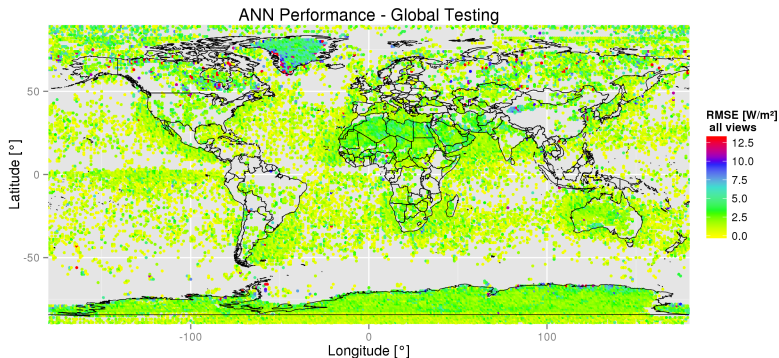 ANN Performance - Global Testing
Latitude [°]
50
0
-50
-100
0
100
Longitude [°]
RMSE [W/m²]
all views
12.5
10.0
7.5
5.0
2.5
0.0